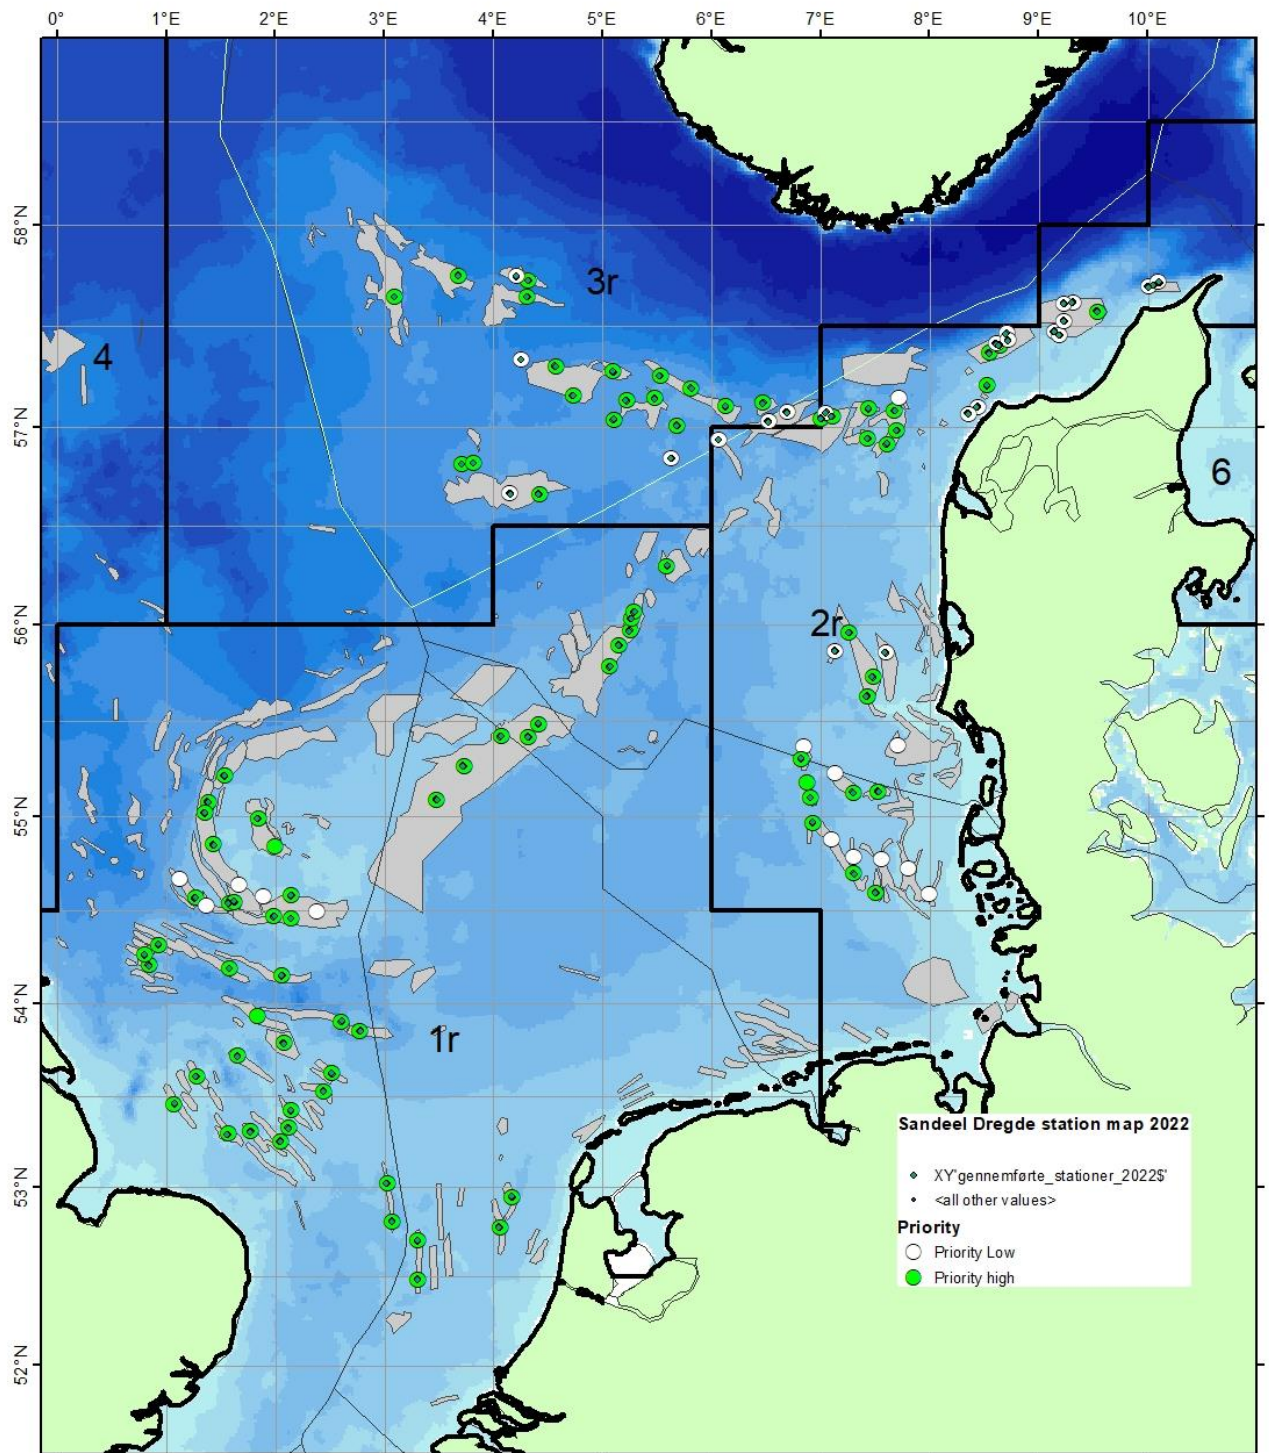 0° 1°E 2°E 3°E 4°E 5°E 6°E 7°E 8°E 9°E 10°E
58°N
3r
4
57°N
6
56°N
2r
55°N
54°N
1r
Sandeel Dregde station map 2022
XY'gennemførte_stationer_2022$'
53°N
<all other values>
Priority
Priority Low
Priority high
52°N